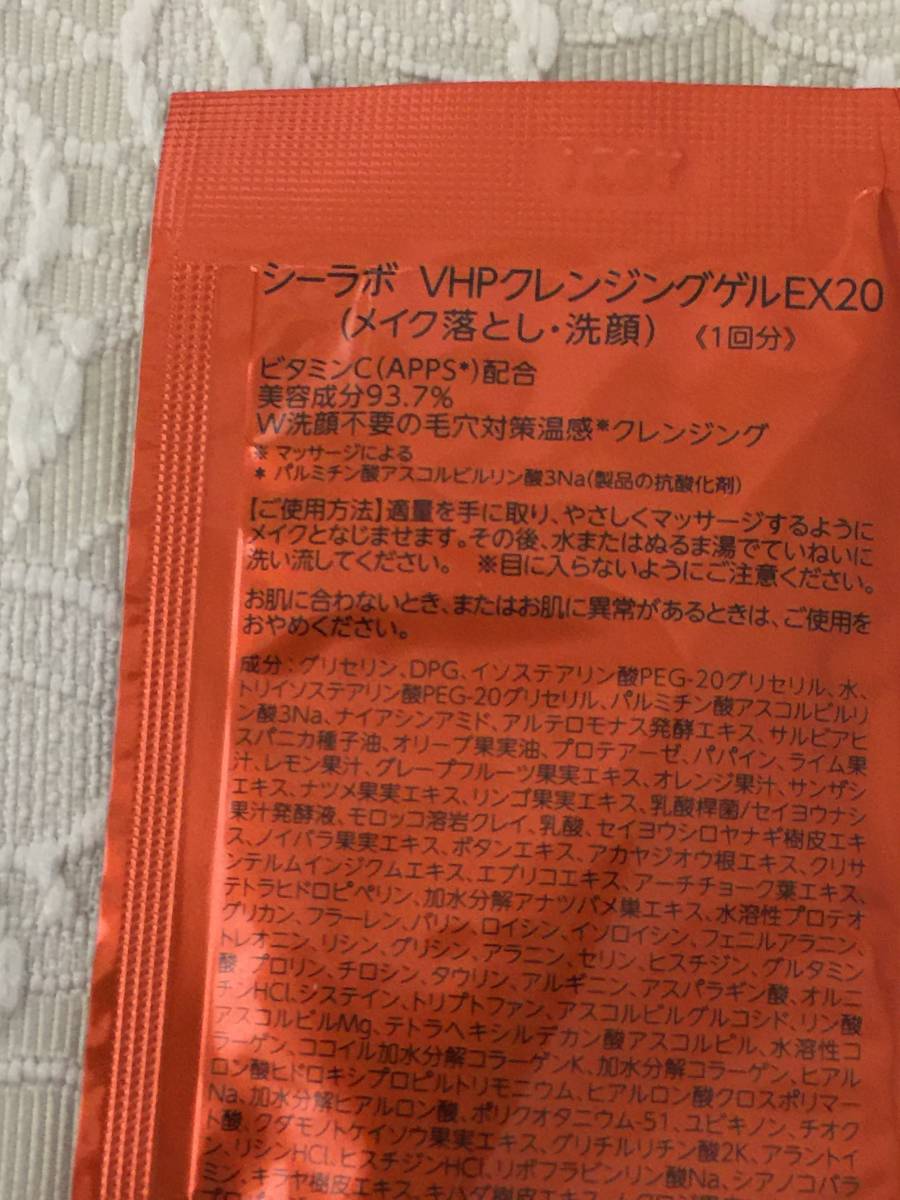 シーラボ VHPクレンジングゲルEX20
(メイク落とし・洗顔) 《1回分》
ビタミンC(APPS*)配合
美容成分93.7%
W洗顔不要の毛穴対策温感※クレンジング
※ マッサージによる
* パルミチン酸アスコルビルリン酸3Na(製品の抗酸化剤)
【ご使用方法】適量を手に取り、やさしくマッサージするように
メイクとなじませます。その後、水またはぬるま湯でていねいに
洗い流してください。 ※目に入らないようにご注意ください。
お肌に合わないとき、またはお肌に異常があるときは、ご使用を
おやめください。
成分:グリセリン、DPG、イソステアリン酸PEG-20グリセリル、水、
トリイソステアリン酸PEG-20グリセリル、パルミチン酸アスコルビルリ
ン酸3Na、ナイアシンアミド、アルテロモナス発酵エキス、サルビアヒ
スパニカ種子油、オリーブ果実油、プロテアーゼ、パパイン、ライム果
汁、レモン果汁、グレープフルーツ果実エキス、オレンジ果汁、サンザシ
エキス、ナツメ果実エキス、リンゴ果実エキス、乳酸桿菌/セイヨウナシ
果汁発酵液、モロッコ溶岩クレイ、乳酸、セイヨウシロヤナギ樹皮エキ
ス、ノイバラ果実エキス、ボタンエキス、アカヤジオウ根エキス、クリサ
ンテルムインジクムエキス、エプリコエキス、アーチチョーク葉エキス、
テトラヒドロピペリン、加水分解アナツバメ巣エキス、水溶性プロテオ
グリカン、フラーレン、バリン、ロイシン、イソロイシン、フェニルアラニン、
トレオニン、リシン、グリシン、アラニン、セリン、ヒスチジン、グルタミン
酸、プロリン、チロシン、タウリン、アルギニン、アスパラギン酸、オルニ
チンHCl、システイン、トリプトファン、アスコルビルグルコシド、リン酸
アスコルビルMg、テトラヘキシルデカン酸アスコルビル、水溶性コ
ラーゲン、ココイル加水分解コラーゲンK、加水分解コラーゲン、ヒアル
ロン酸ヒドロキシプロピルトリモニウム、ヒアルロン酸クロスポリマー
Na、加水分解ヒアルロン酸、ポリクオタニウム-51、ユビキノン、チオク
ト酸、クダモノトケイソウ果実エキス、グリチルリチン酸2K、アラントイ
ン、リシンHCl、ヒスチジンHCl、リボフラビンリン酸Na、シアノコバラ
ミン、キラヤ樹皮エキス、キハダ樹皮エキス、